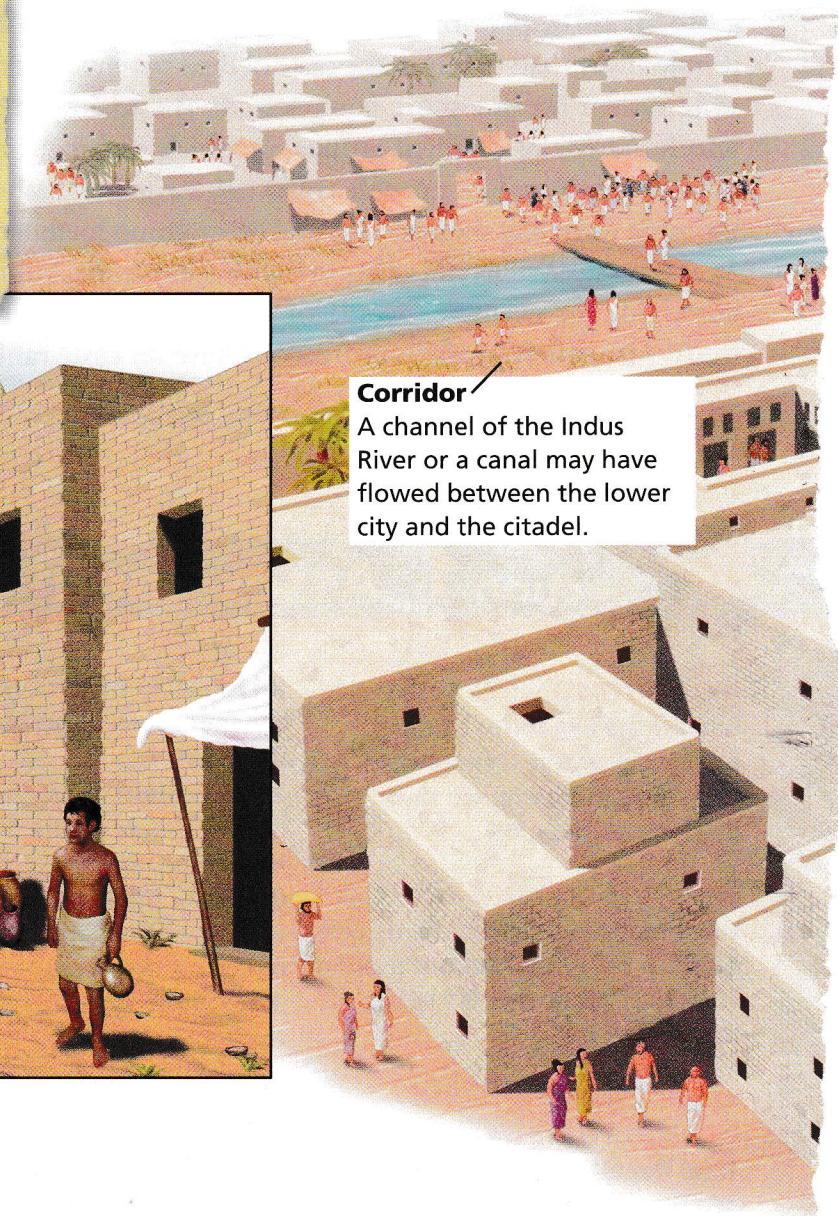 Corridor
A channel of the Indus
River or a canal may have
flowed between the lower
city and the citadel.